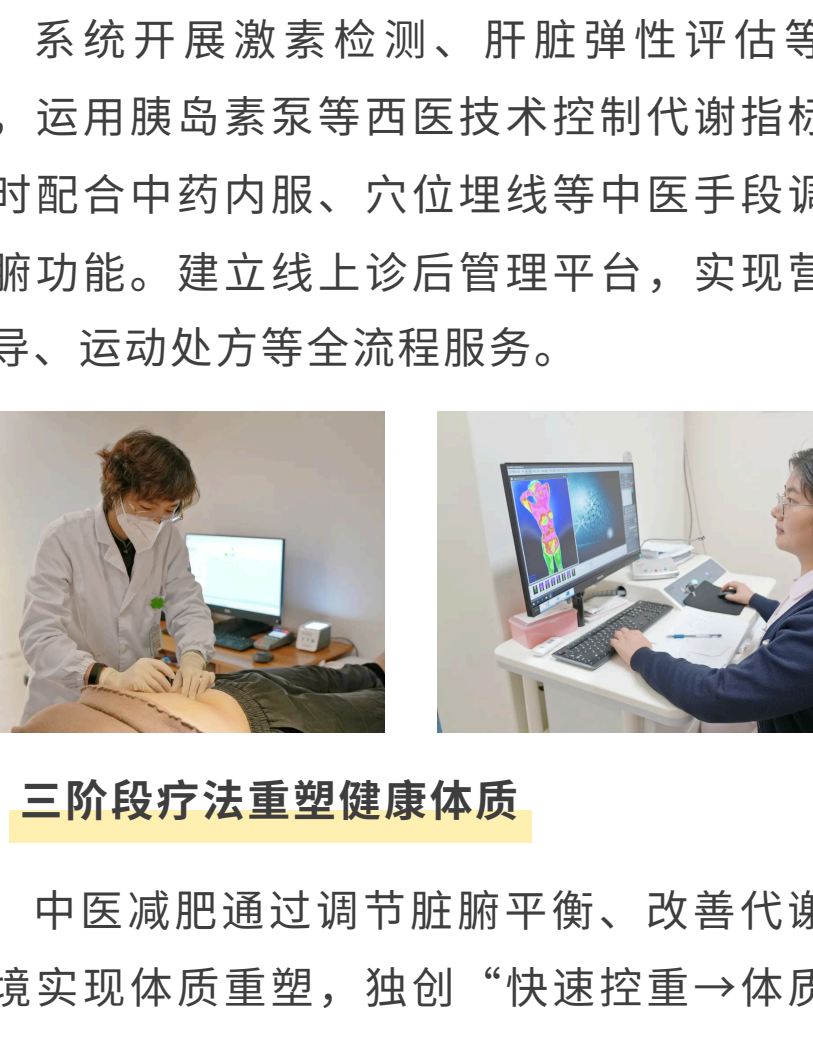 系统开展激素检测、肝脏弹性评估等
，运用胰岛素泵等西医技术控制代谢指标
时配合中药内服、穴位埋线等中医手段调
腑功能。建立线上诊后管理平台，实现营
导、运动处方等全流程服务。
三阶段疗法重塑健康体质
中医减肥通过调节脏腑平衡、改善代谢
境实现体质重塑，独创“快速控重→体质